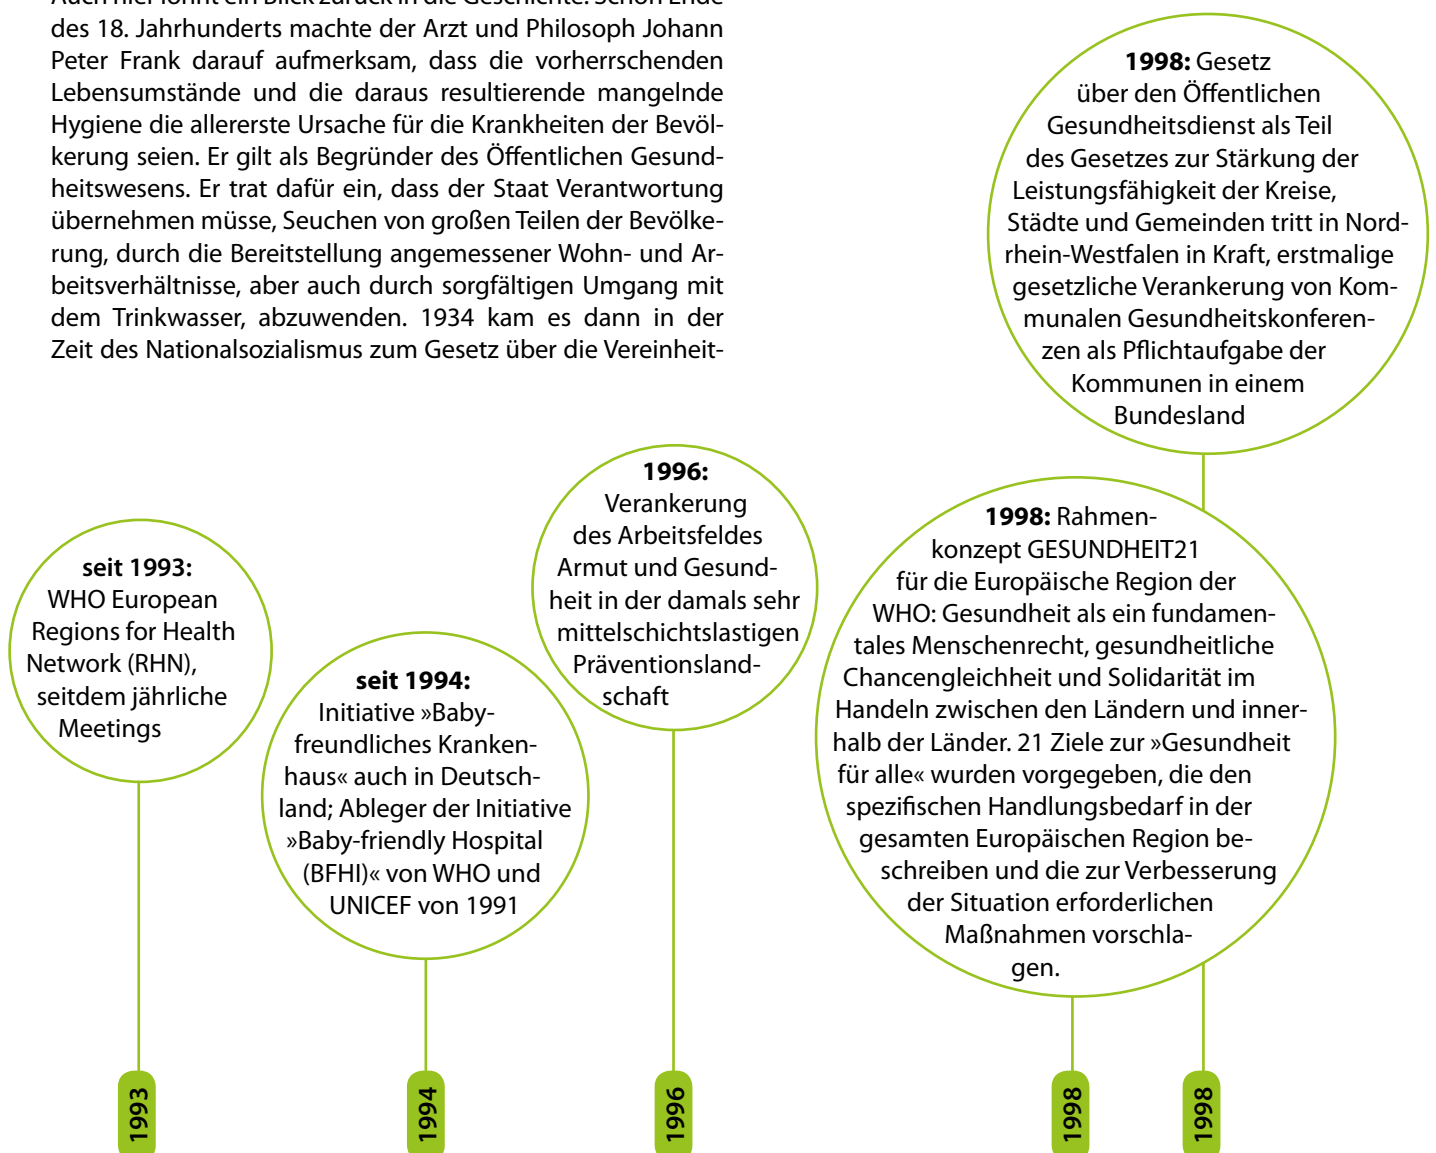 Auch hier lohnt ein Blick zurück in die Geschichte. Schon Ende
des 18. Jahrhunderts machte der Arzt und Philosoph Johann
Peter Frank darauf aufmerksam, dass die vorherrschenden
Lebensumstände und die daraus resultierende mangelnde
Hygiene die allererste Ursache für die Krankheiten der Bevöl-
kerung seien. Er gilt als Begründer des Öffentlichen Gesund-
heitswesens. Er trat dafür ein, dass der Staat Verantwortung
übernehmen müsse, Seuchen von großen Teilen der Bevölke-
rung, durch die Bereitstellung angemessener Wohn- und Ar-
beitsverhältnisse, aber auch durch sorgfältigen Umgang mit
dem Trinkwasser, abzuwenden. 1934 kam es dann in der
Zeit des Nationalsozialismus zum Gesetz über die Vereinheit-
seit 1993:
WHO European
Regions for Health
Network (RHN),
seitdem jährliche
Meetings
seit 1994:
Initiative »Baby-
freundliches Kranken-
haus« auch in Deutsch-
land; Ableger der Initiative
»Baby-friendly Hospital
(BFHI)« von WHO und
UNICEF von 1991
1996:
Verankerung
des Arbeitsfeldes
Armut und Gesund-
heit in der damals sehr
mittelschichtslastigen
Präventionsland-
schaft
1998: Rahmen-
konzept GESUNDHEIT21
für die Europäische Region der
WHO: Gesundheit als ein fundamen-
tales Menschenrecht, gesundheitliche
Chancengleichheit und Solidarität im
Handeln zwischen den Ländern und inner-
halb der Länder. 21 Ziele zur »Gesundheit
für alle« wurden vorgegeben, die den
spezifischen Handlungsbedarf in der
gesamten Europäischen Region be-
schreiben und die zur Verbesserung
der Situation erforderlichen
Maßnahmen vorschla-
gen.
1998: Gesetz
über den Öffentlichen
Gesundheitsdienst als Teil
des Gesetzes zur Stärkung der
Leistungsfähigkeit der Kreise,
Städte und Gemeinden tritt in Nord-
rhein-Westfalen in Kraft, erstmalige
gesetzliche Verankerung von Kom-
munalen Gesundheitskonferen-
zen als Pflichtaufgabe der
Kommunen in einem
Bundesland
1993
1994
1996
1998
1998